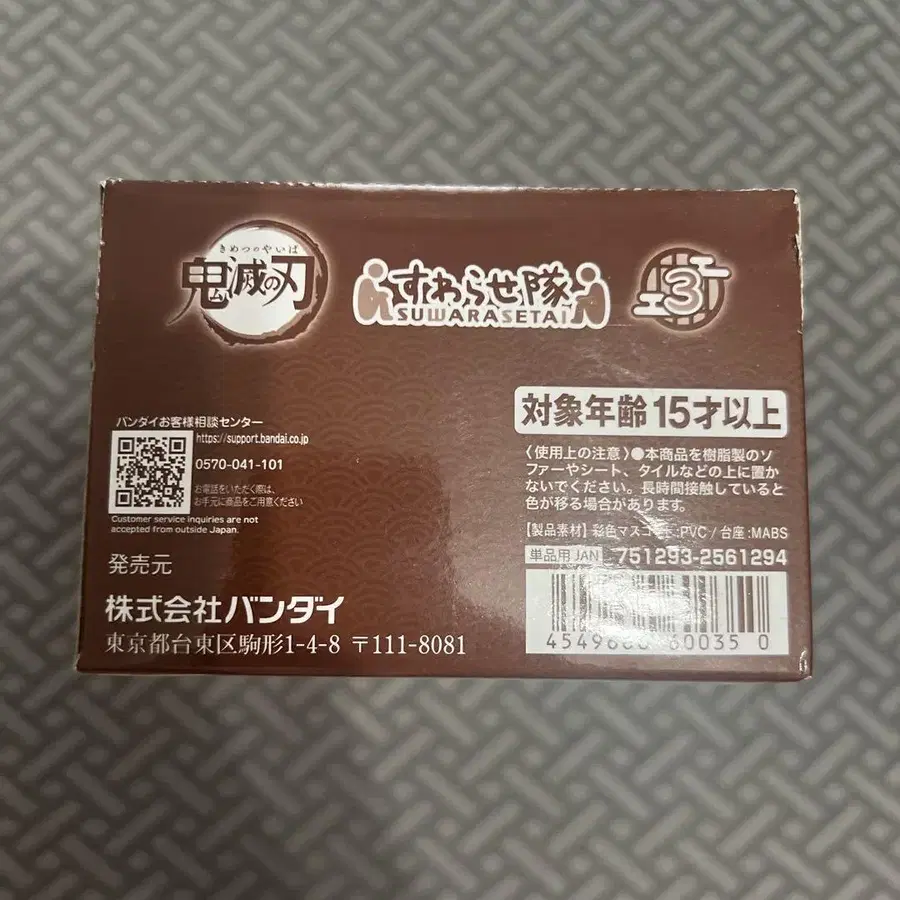 きめつのやいば
鬼滅の刃
すわらせ隊
SUWARASETAI
3
バンダイお客様相談センター
https://support.bandai.co.jp
0570-041-101
お電話をいただく際は、
お手元に商品をご用意ください
Customer service inquiries are not
accepted from outside Japan.
発売元
株式会社バンダイ
東京都台東区駒形1-4-8 〒111-8081
対象年齢 15才以上
〈使用上の注意〉●本商品を樹脂製のソ
ファーやシート、タイルなどの上に置か
ないでください。長時間接触していると
色が移る場合があります。
【製品素材】彩色マスコ :PVC / 台座:MABS
単品用JAN 751293-2561294
60035 0